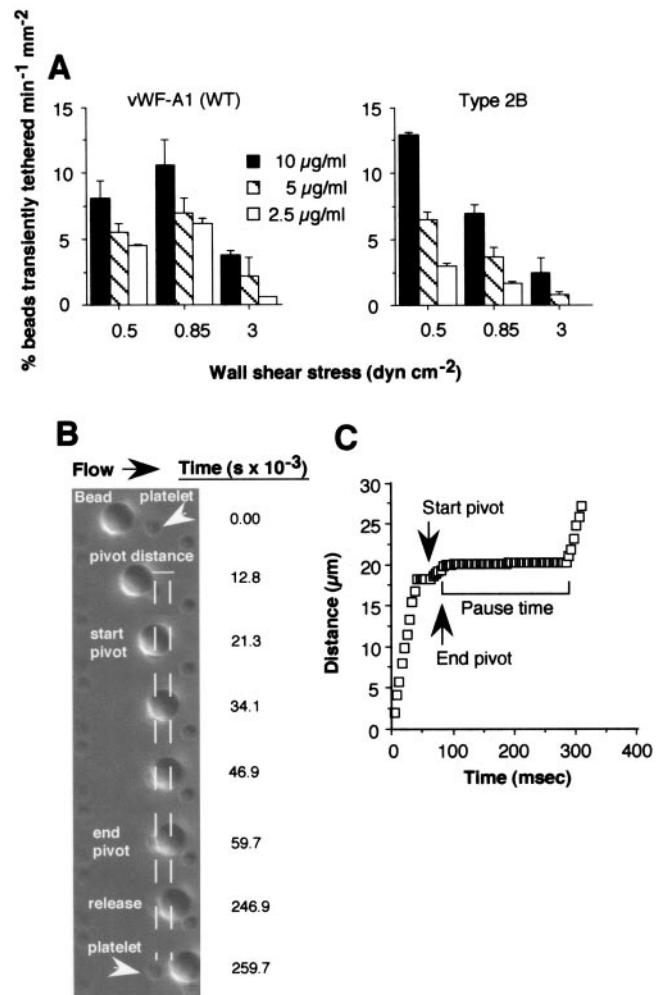 A
vWF-A1 (WT)
Type 2B
% beads transiently tethered min⁻¹ mm⁻²
15
10
5
0
15
10
5
0
10 µg/ml
5 µg/ml
2.5 µg/ml
0.5 0.85 3
0.5 0.85 3
Wall shear stress (dyn cm⁻²)
B
Flow Time (s x 10⁻³)
Bead platelet
0.00
pivot distance
12.8
start
pivot
21.3
34.1
46.9
end
pivot
59.7
release
246.9
platelet
259.7
C
30
25
20
15
10
5
0
Distance (µm)
Start pivot
Pause time
End pivot
0 100 200 300 400
Time (msec)